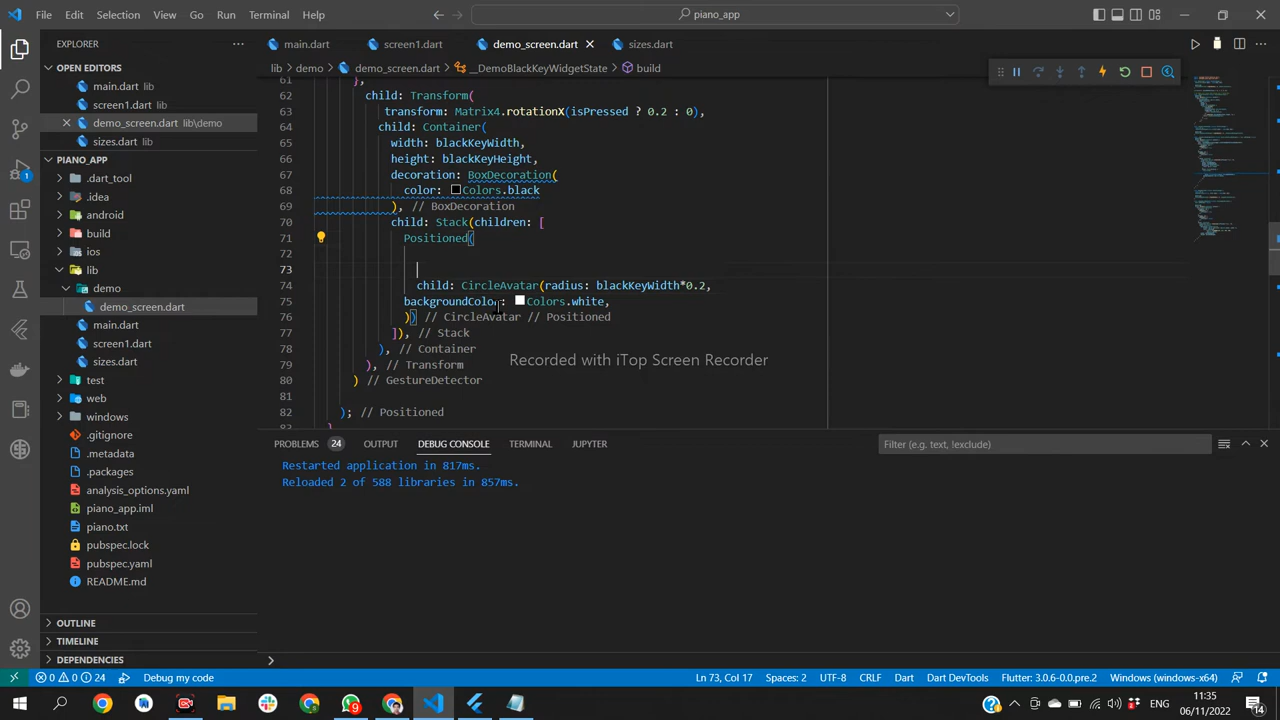 File Edit Selection View Go Run Terminal Help
piano_app
EXPLORER
OPEN EDITORS
main.dart lib
screen1.dart lib
demo_screen.dart lib\demo
sizes.dart lib
PIANO_APP
.dart_tool
.idea
android
build
ios
lib
demo
demo_screen.dart
main.dart
screen1.dart
sizes.dart
test
web
windows
.gitignore
.metadata
.packages
analysis_options.yaml
piano_app.iml
piano.txt
pubspec.lock
pubspec.yaml
README.md
OUTLINE
TIMELINE
DEPENDENCIES
main.dart screen1.dart demo_screen.dart sizes.dart
lib > demo > demo_screen.dart > __DemoBlackKeyWidgetState > build
61 },
62 child: Transform(
63 transform: Matrix4.rotationX(isPressed ? 0.2 : 0),
64 child: Container(
65 width: blackKeyWidth,
66 height: blackKeyHeight,
67 decoration: BoxDecoration(
68 color: Colors.black
69 ), // BoxDecoration
70 child: Stack(children: [
71 Positioned(
72
73
74 child: CircleAvatar(radius: blackKeyWidth*0.2,
75 backgroundColor: Colors.white,
76 )) // CircleAvatar // Positioned
77 ]), // Stack
78 ), // Container
79 ), // Transform
80 ) // GestureDetector
81
82 ); // Positioned
83 }
Recorded with iTop Screen Recorder
PROBLEMS 24 OUTPUT DEBUG CONSOLE TERMINAL JUPYTER
Filter (e.g. text, !exclude)
Restarted application in 817ms.
Reloaded 2 of 588 libraries in 857ms.
0 0 24 Debug my code
Ln 73, Col 17 Spaces: 2 UTF-8 CRLF Dart Dart DevTools Flutter: 3.0.6-0.0.pre.2 Windows (windows-x64)
11:35
06/11/2022